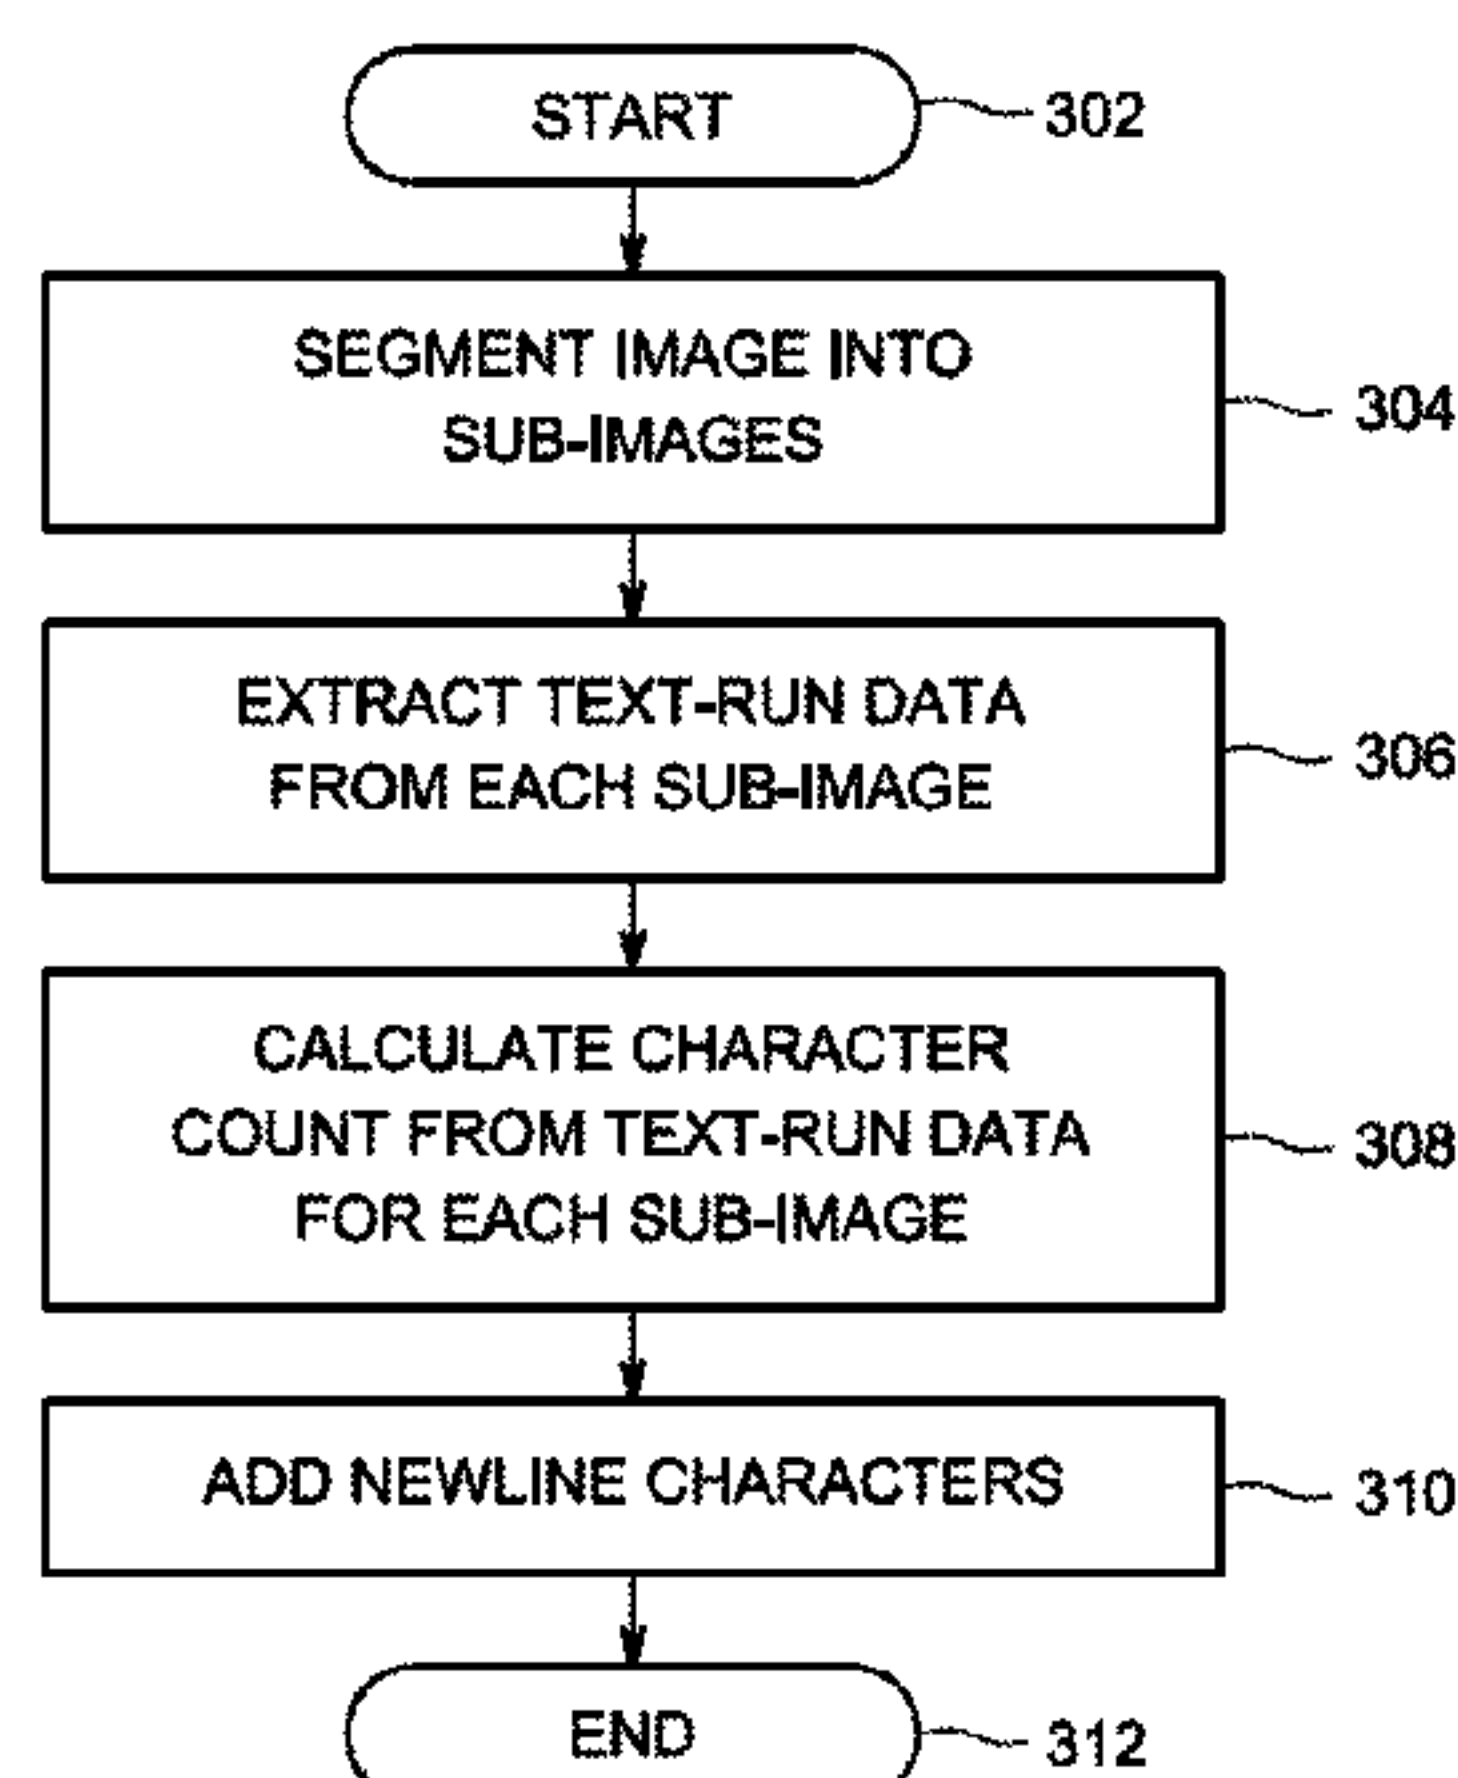 START
302
SEGMENT IMAGE INTO
SUB-IMAGES
304
EXTRACT TEXT-RUN DATA
FROM EACH SUB-IMAGE
306
CALCULATE CHARACTER
COUNT FROM TEXT-RUN DATA
FOR EACH SUB-IMAGE
308
ADD NEWLINE CHARACTERS
310
END
312